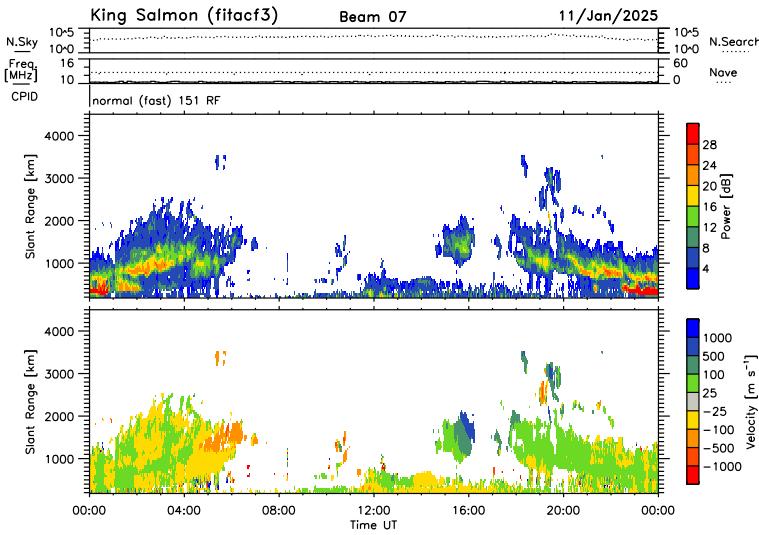 King Salmon (fitacf3) Beam 07 11/Jan/2025
N.Sky 10^5 10^0 10^5 10^0 N.Search
Freq. [MHz] 16 10 60 0 Nave
CPID normal (fast) 151 RF
Slant Range [km] 4000 3000 2000 1000
Power [dB] 28 24 20 16 12 8 4
Slant Range [km] 4000 3000 2000 1000
Velocity [m s^-1] 1000 500 100 25 -25 -100 -500 -1000
00:00 04:00 08:00 12:00 16:00 20:00 00:00
Time UT